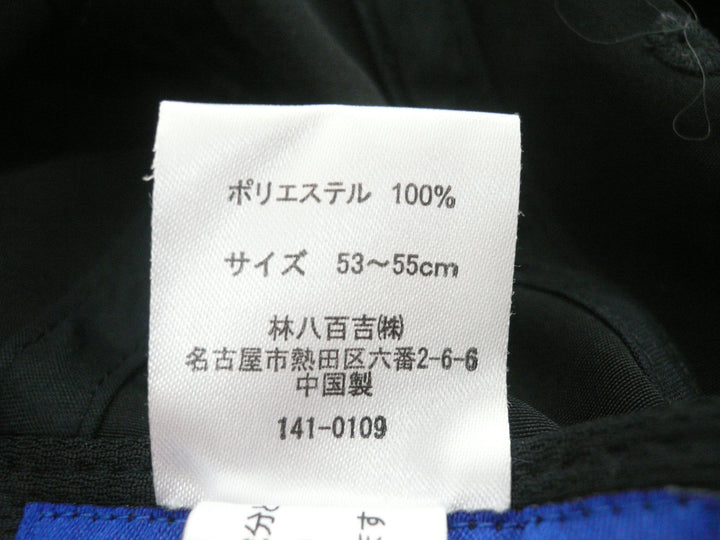 ポリエステル 100%
サイズ 53～55cm
林八百吉㈱
名古屋市熱田区六番2-6-6
中国製
141-0109